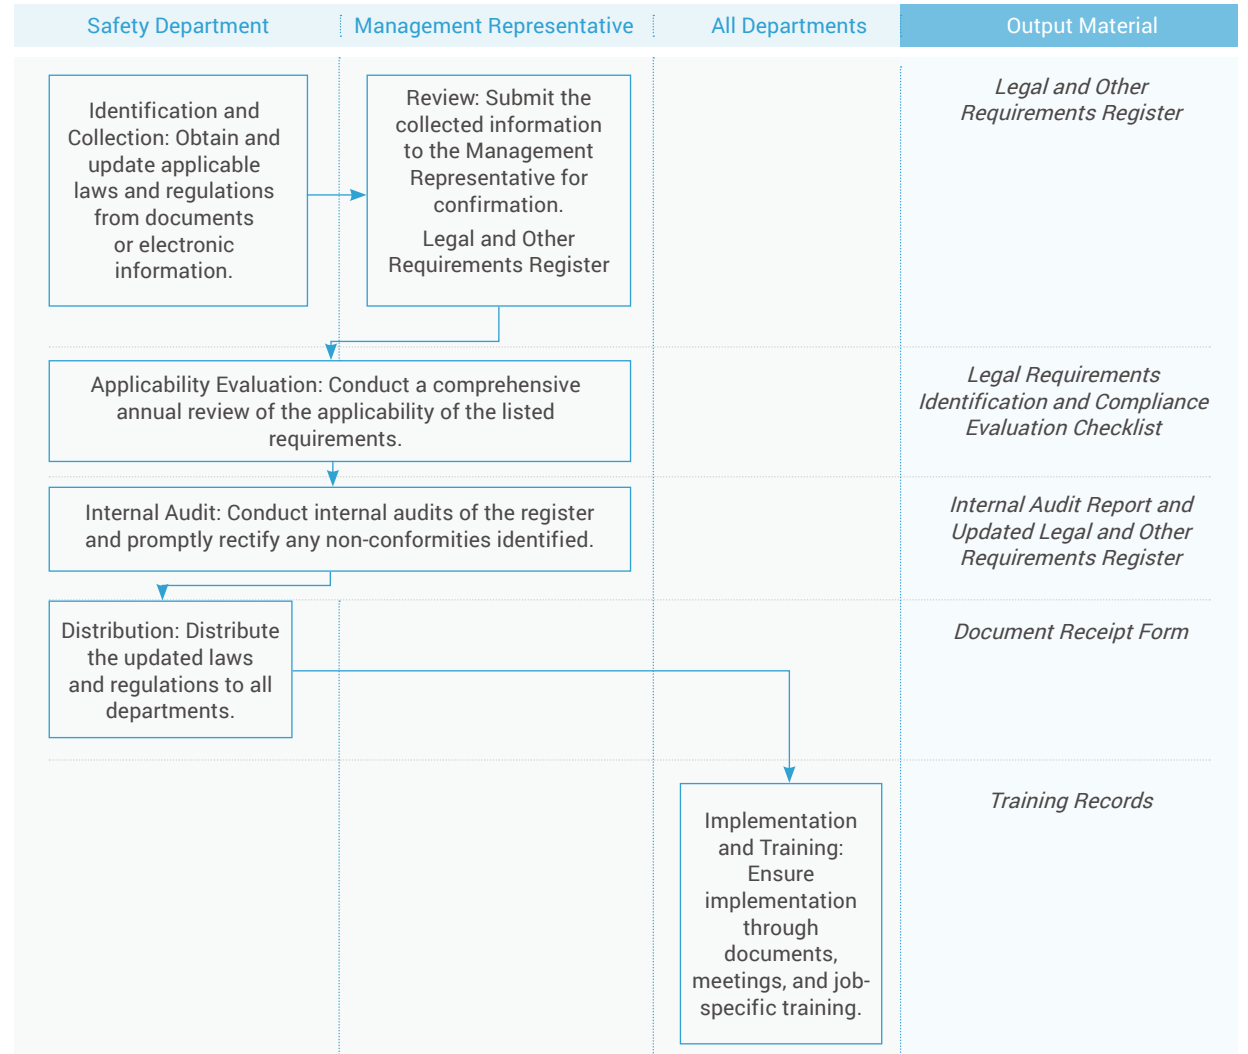 Safety Department
Management Representative
All Departments
Output Material
Identification and
Collection: Obtain and
update applicable
laws and regulations
from documents
or electronic
information.
Review: Submit the
collected information
to the Management
Representative for
confirmation.
Legal and Other
Requirements Register
Legal and Other
Requirements Register
Applicability Evaluation: Conduct a comprehensive
annual review of the applicability of the listed
requirements.
Legal Requirements
Identification and Compliance
Evaluation Checklist
Internal Audit: Conduct internal audits of the register
and promptly rectify any non-conformities identified.
Internal Audit Report and
Updated Legal and Other
Requirements Register
Distribution: Distribute
the updated laws
and regulations to all
departments.
Document Receipt Form
Implementation
and Training:
Ensure
implementation
through
documents,
meetings, and job-
specific training.
Training Records